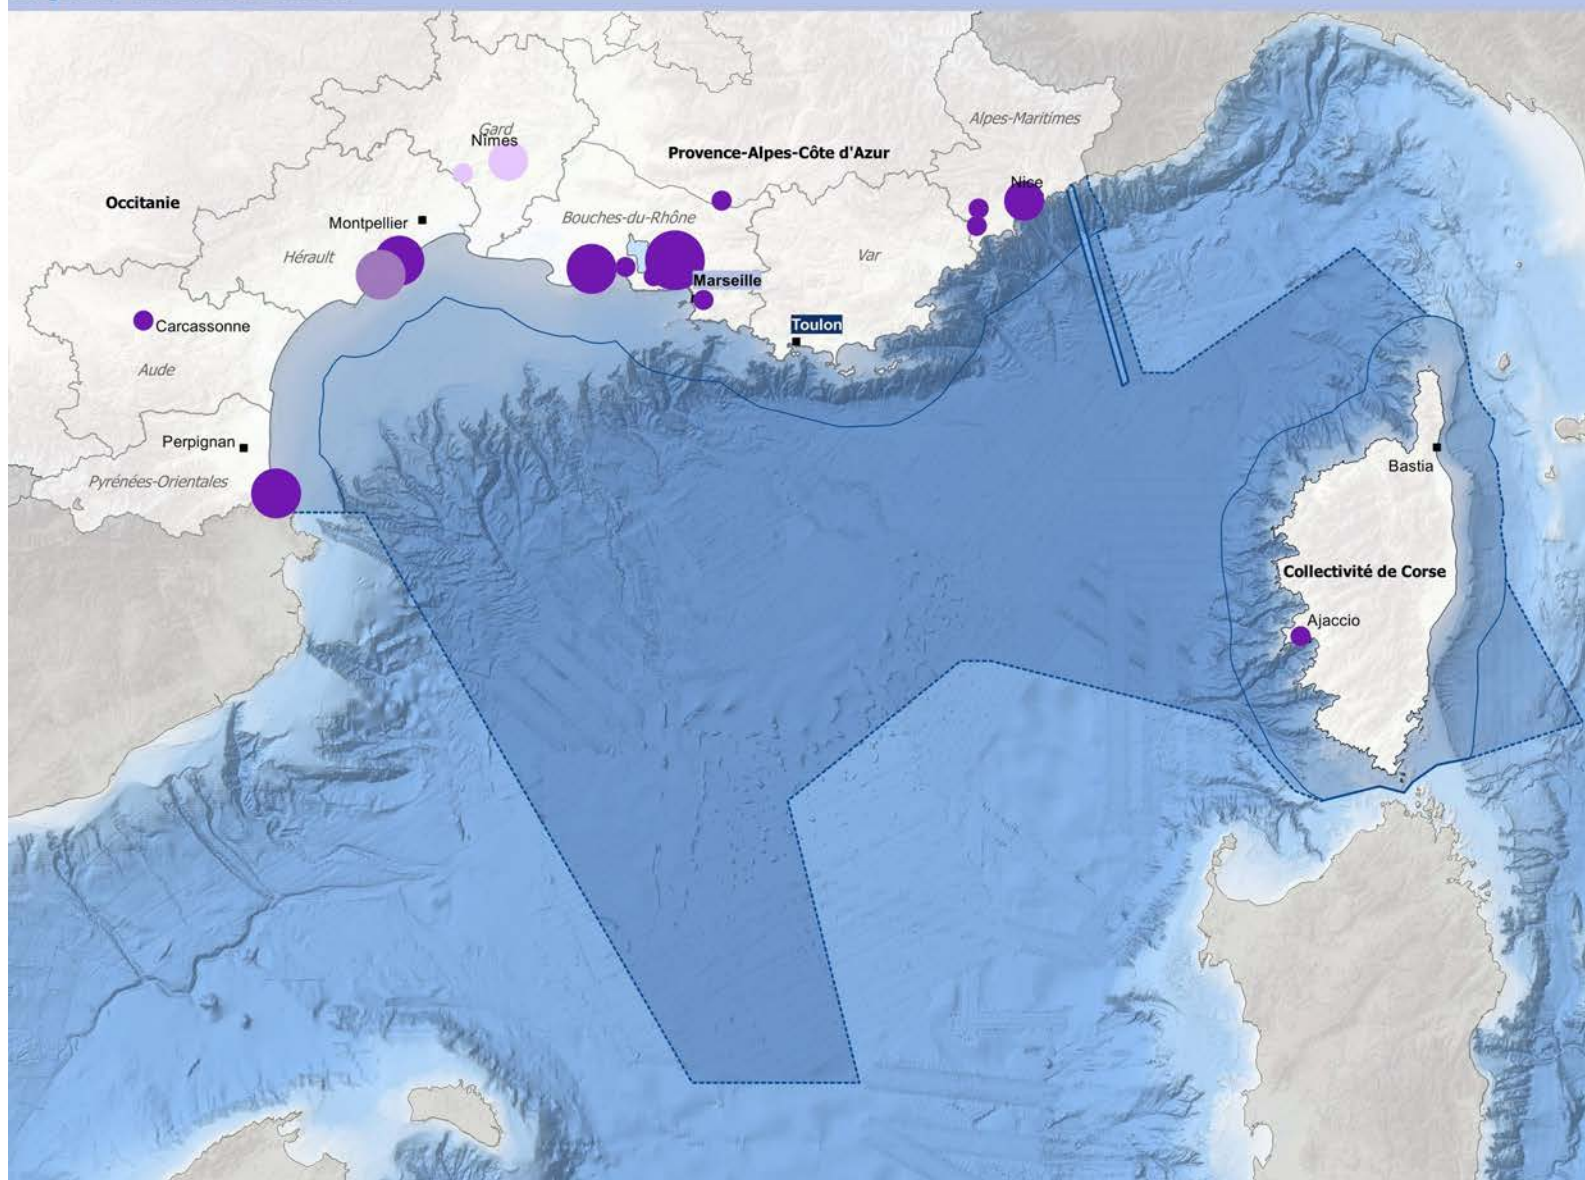 Alpes-Maritimes
Gard
Nîmes
Provence-Alpes-Côte d'Azur
Nice
Occitanie
Montpellier
Bouches-du-Rhône
Hérault
Var
Marseille
Carcassonne
Toulon
Aude
Perpignan
Bastia
Pyrénées-Orientales
Collectivité de Corse
Ajaccio